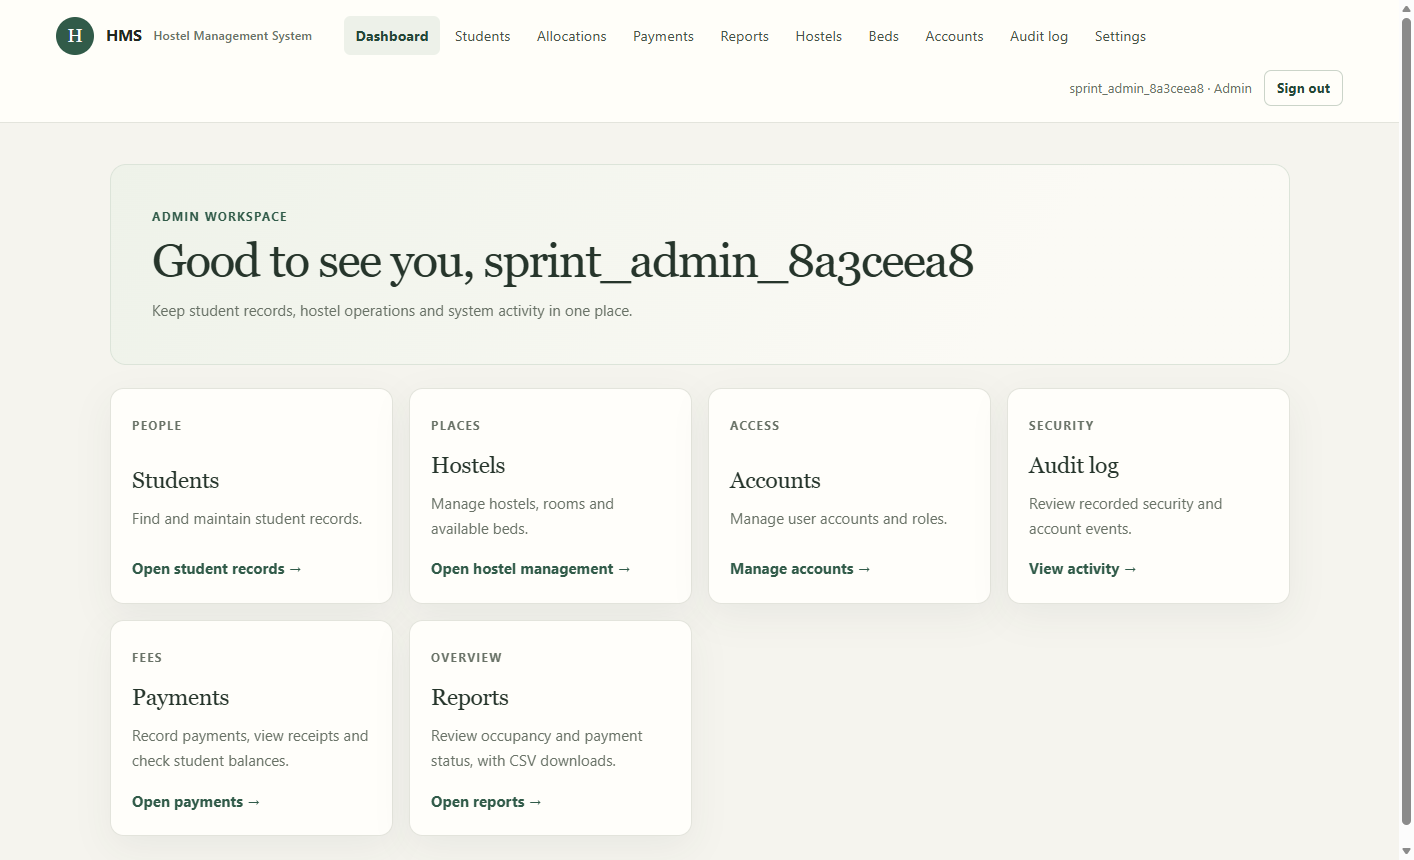 H HMS Hostel Management System Dashboard Students Allocations Payments Reports Hostels Beds Accounts Audit log Settings
sprint_admin_8a3ceea8 · Admin Sign out
ADMIN WORKSPACE
Good to see you, sprint_admin_8a3ceea8
Keep student records, hostel operations and system activity in one place.
PEOPLE
Students
Find and maintain student records.
Open student records →
PLACES
Hostels
Manage hostels, rooms and
available beds.
Open hostel management →
ACCESS
Accounts
Manage user accounts and roles.
Manage accounts →
SECURITY
Audit log
Review recorded security and
account events.
View activity →
FEES
Payments
Record payments, view receipts and
check student balances.
Open payments →
OVERVIEW
Reports
Review occupancy and payment
status, with CSV downloads.
Open reports →